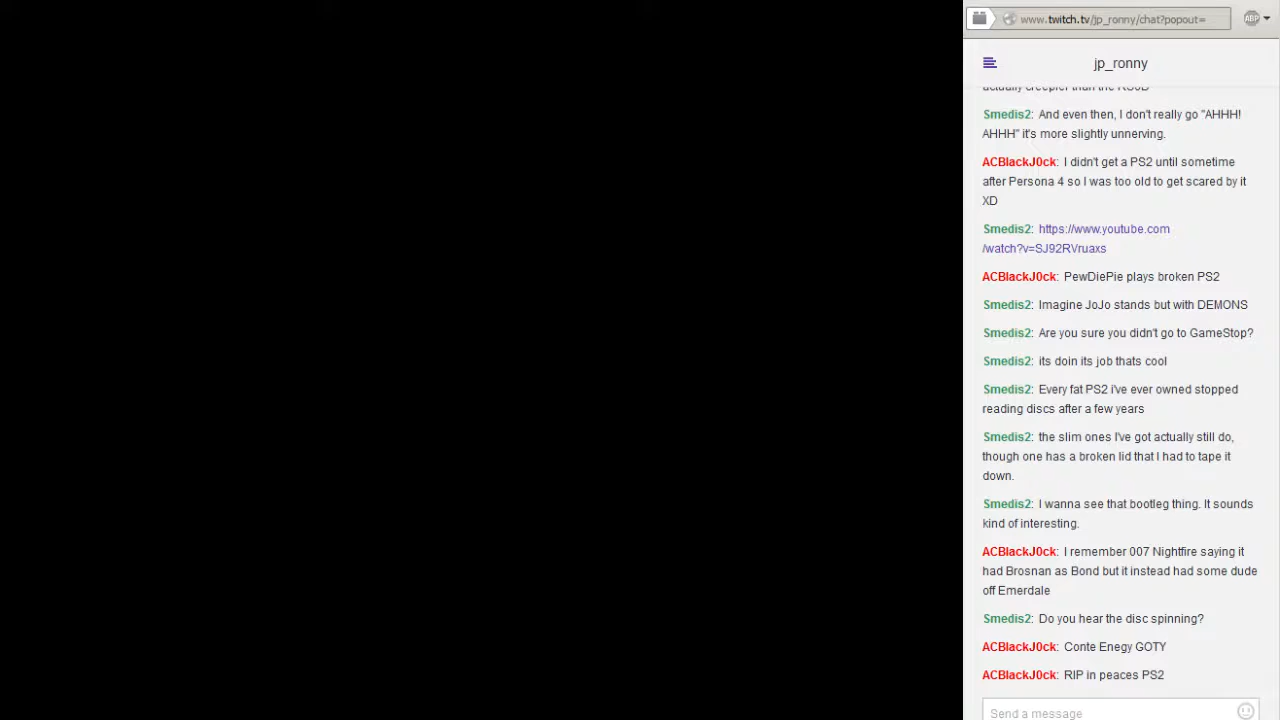 www.twitch.tv/jp_ronny/chat?popout=
ABP
jp_ronny
actually creepier than the RSoD
Smedis2: And even then, I don't really go "AHHH!
AHHH" it's more slightly unnerving.
ACBlackJ0ck: I didn't get a PS2 until sometime
after Persona 4 so I was too old to get scared by it
XD
Smedis2: https://www.youtube.com
/watch?v=SJ92RVruaxs
ACBlackJ0ck: PewDiePie plays broken PS2
Smedis2: Imagine JoJo stands but with DEMONS
Smedis2: Are you sure you didn't go to GameStop?
Smedis2: its doin its job thats cool
Smedis2: Every fat PS2 i've ever owned stopped
reading discs after a few years
Smedis2: the slim ones I've got actually still do,
though one has a broken lid that I had to tape it
down.
Smedis2: I wanna see that bootleg thing. It sounds
kind of interesting.
ACBlackJ0ck: I remember 007 Nightfire saying it
had Brosnan as Bond but it instead had some dude
off Emerdale
Smedis2: Do you hear the disc spinning?
ACBlackJ0ck: Conte Enegy GOTY
ACBlackJ0ck: RIP in peaces PS2
Send a message